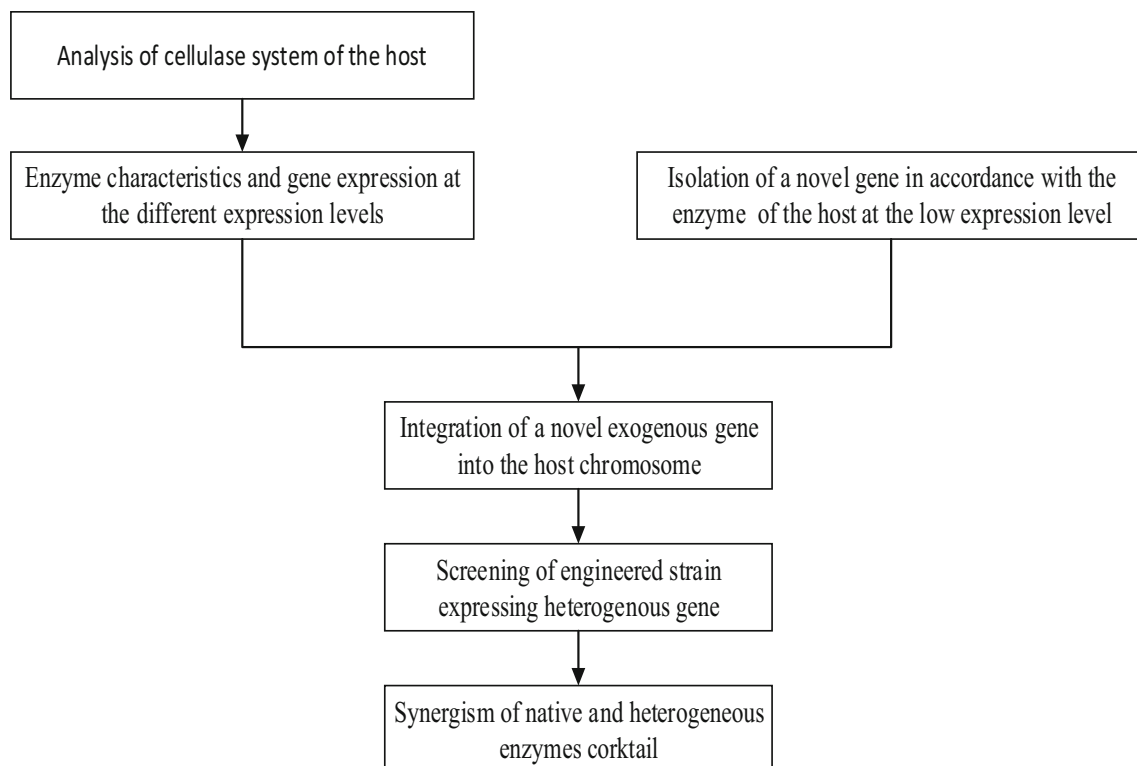 Analysis of cellulase system of the host
Enzyme characteristics and gene expression at
the different expression levels
Isolation of a novel gene in accordance with the
enzyme of the host at the low expression level
Integration of a novel exogenous gene
into the host chromosome
Screening of engineered strain
expressing heterogenous gene
Synergism of native and heterogeneous
enzymes corktail